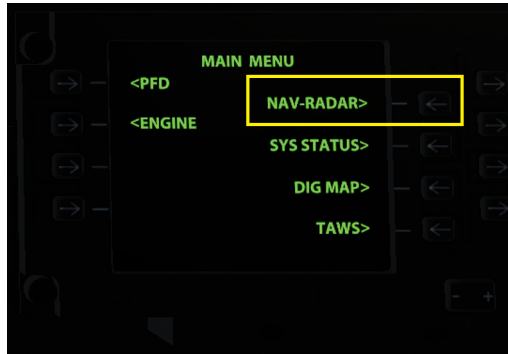 MAIN MENU
<PFD
NAV-RADAR>
<ENGINE
SYS STATUS>
DIG MAP>
TAWS>
- +